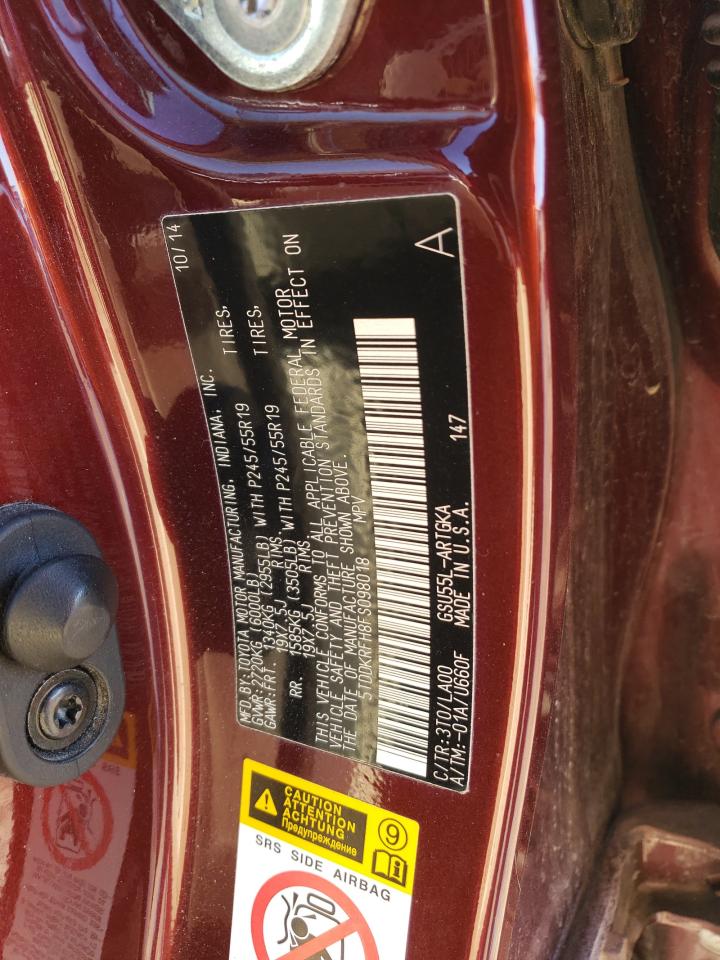 MFD. BY: TOYOTA MOTOR MANUFACTURING, INDIANA, INC. 10/14
GVWR: 2720KG (6000LB)
GAWR: FRT. 1340KG (2955LB) WITH P245/55R19 TIRES,
19X7.5J RIMS,
RR. 1585KG (3505LB) WITH P245/55R19 TIRES,
19X7.5J RIMS,
THIS VEHICLE CONFORMS TO ALL APPLICABLE FEDERAL MOTOR
VEHICLE SAFETY AND THEFT PREVENTION STANDARDS IN EFFECT ON
THE DATE OF MANUFACTURE SHOWN ABOVE.
5TDDKRFH8FS098018 MPV
A
C/TR: 3T0/LA00 GSU55L-ARTGKA 147
A/TM: -01A/U660F MADE IN U.S.A.
CAUTION
ATTENTION
ACHTUNG
Предупреждение
9
SRS SIDE AIRBAG